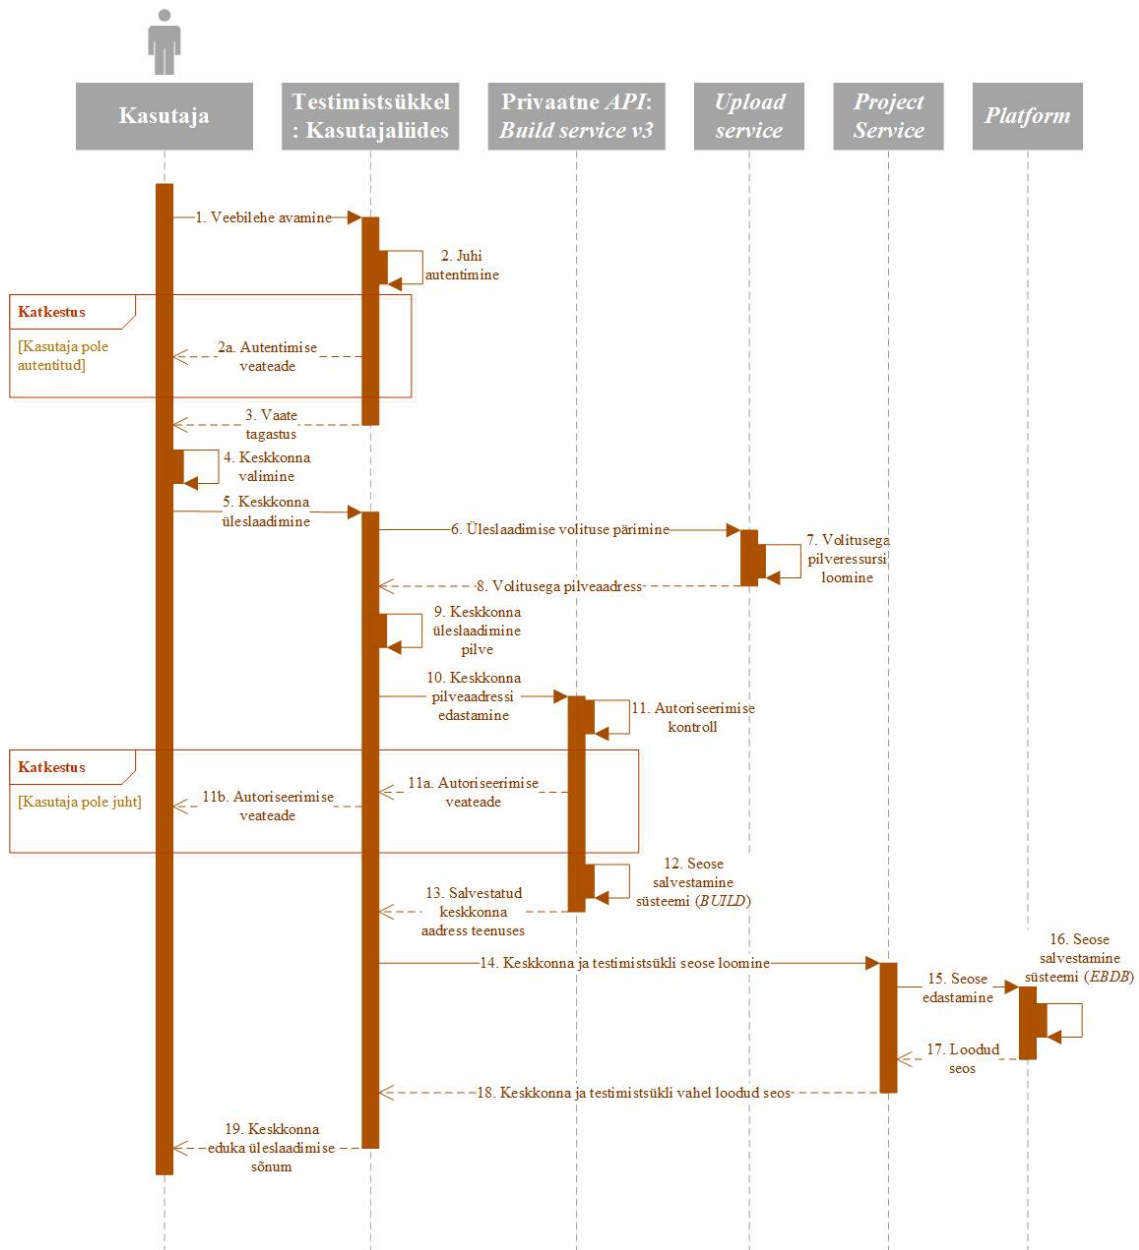 Kasutaja
Testimistsükkel
: Kasutajaliides
Privaatne API:
Build service v3
Upload
service
Project
Service
Platform
1. Veebilehe avamine
2. Juhi
autentimine
Katkestus
[Kasutaja pole
autentitud]
2a. Autentimise
veateade
3. Vaate
tagastus
4. Keskkonna
valimine
5. Keskkonna
üleslaadimine
6. Üleslaadimise volituse pärimine
7. Volitusega
pilveressursi
loomine
8. Volitusega pilveaadress
9. Keskkonna
üleslaadimine
pilve
10. Keskkonna
pilveaadressi
edastamine
11. Autoriseerimise
kontroll
Katkestus
[Kasutaja pole juht]
11a. Autoriseerimise
veateade
11b. Autoriseerimise
veateade
12. Seose
salvestamine
süsteemi (BUILD)
13. Salvestatud
keskkonna
aadress teenuses
14. Keskkonna ja testimistsükli seose loomine
15. Seose
edastamine
16. Seose
salvestamine
süsteemi (EBDB)
17. Loodud
seos
18. Keskkonna ja testimistsükli vahel loodud seos
19. Keskkonna
eduka üleslaadimise
sõnum